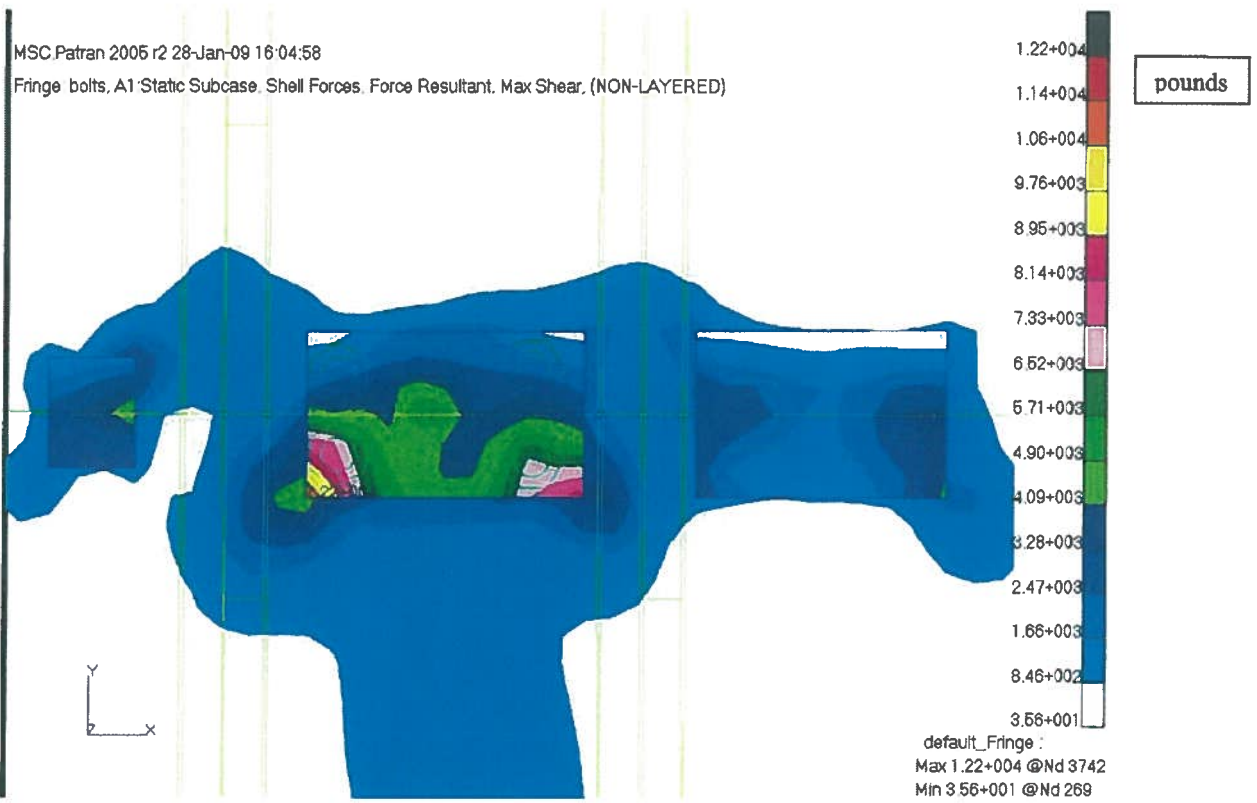 MSC.Patran 2005 r2 28-Jan-09 16:04:58
Fringe: bolts, A1:Static Subcase, Shell Forces, Force Resultant, Max Shear, (NON-LAYERED)
pounds
1.22+004
1.14+004
1.06+004
9.76+003
8.95+003
8.14+003
7.33+003
6.52+003
5.71+003
4.90+003
4.09+003
3.28+003
2.47+003
1.66+003
8.46+002
3.56+001
Y
Z X
default_Fringe :
Max 1.22+004 @Nd 3742
Min 3.56+001 @Nd 269